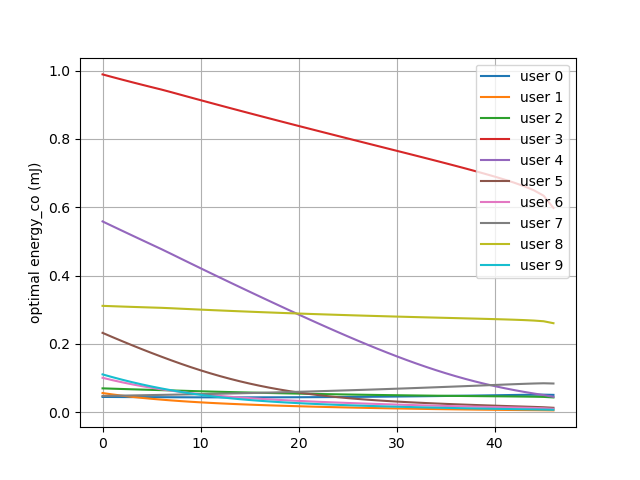 1.0
0.8
0.6
0.4
0.2
0.0
optimal energy_co (mJ)
0
10
20
30
40
user 0
user 1
user 2
user 3
user 4
user 5
user 6
user 7
user 8
user 9